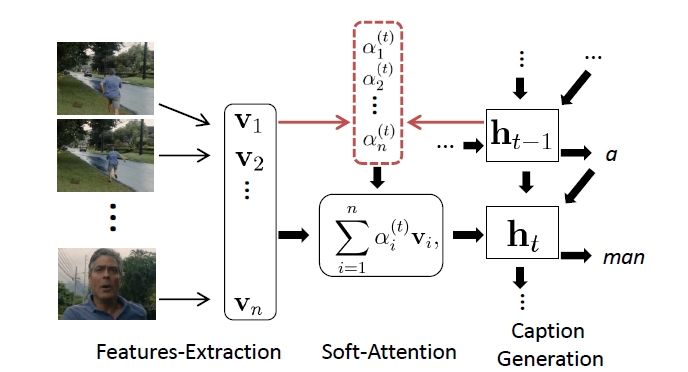 v₁
v₂
⋮
vₙ
α₁⁽ᵗ⁾
α₂⁽ᵗ⁾
⋮
αₙ⁽ᵗ⁾
∑ᵢ₌₁ⁿ αᵢ⁽ᵗ⁾vᵢ,
⋮
...
...
hₜ₋₁
a
hₜ
man
⋮
⋮
Features-Extraction
Soft-Attention
Caption
Generation